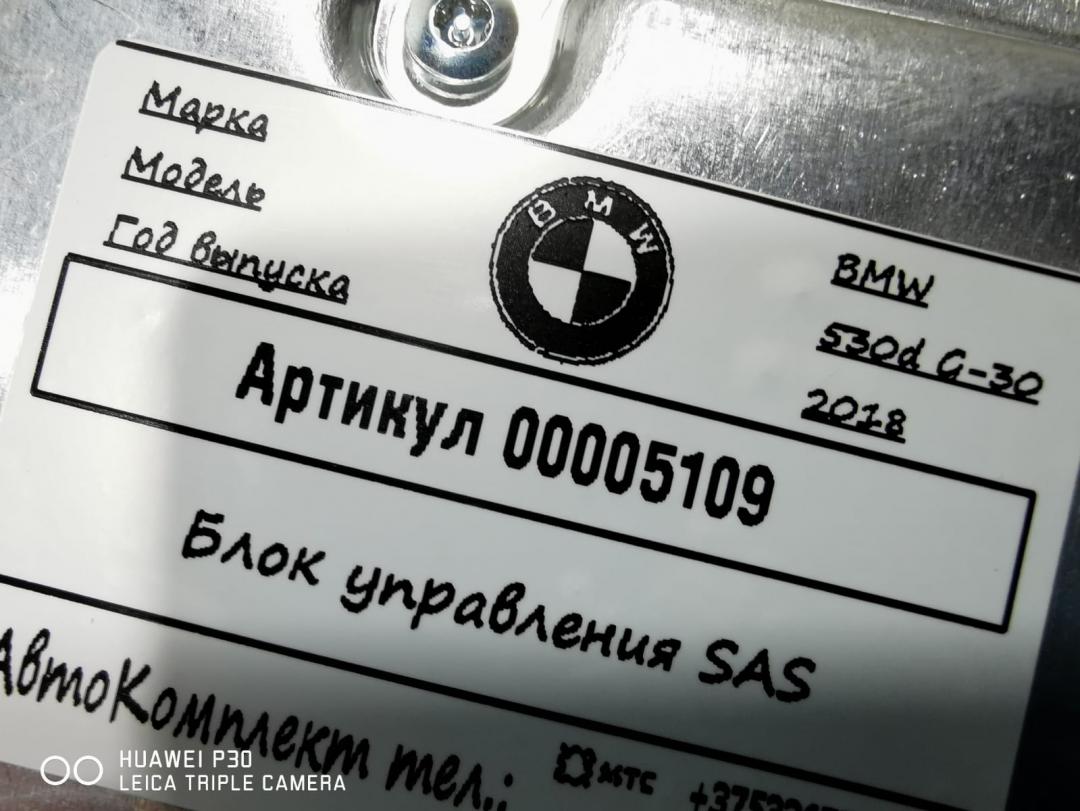 Марка
BMW
Модель
530d G-30
Год выпуска
2018
BMW
Артикул 00005109
Блок управления SAS
АвтоКомплект тел.:
мтс
HUAWEI P30
LEICA TRIPLE CAMERA